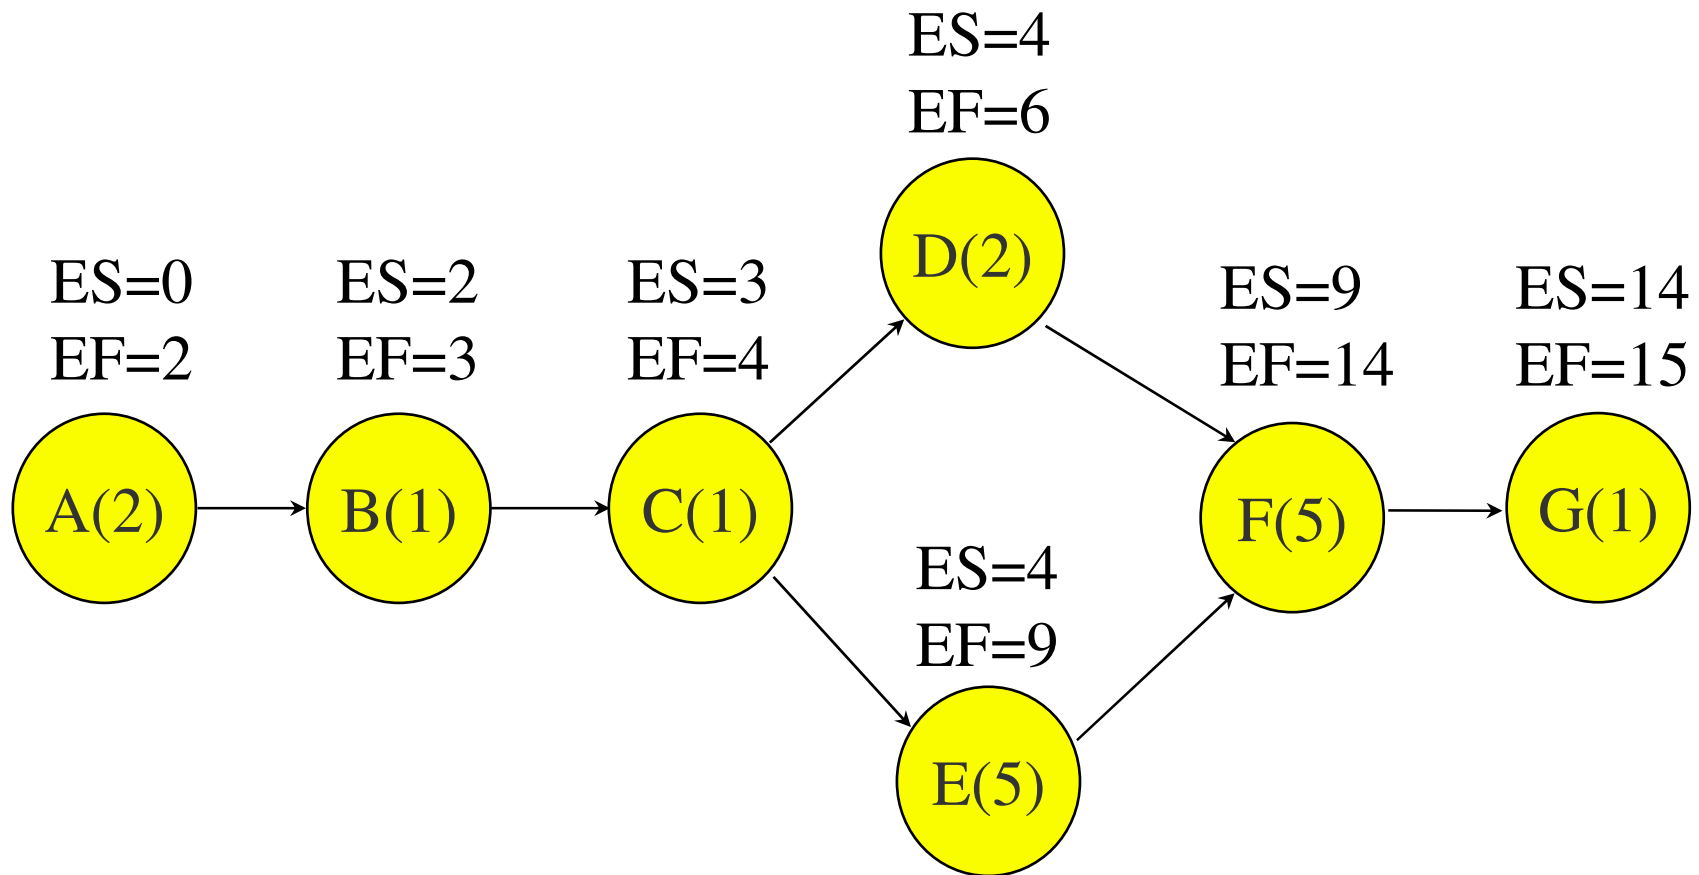 ES=4
EF=6
D(2)
ES=0
EF=2
ES=2
EF=3
ES=3
EF=4
ES=9
EF=14
ES=14
EF=15
A(2)
B(1)
C(1)
F(5)
G(1)
ES=4
EF=9
E(5)